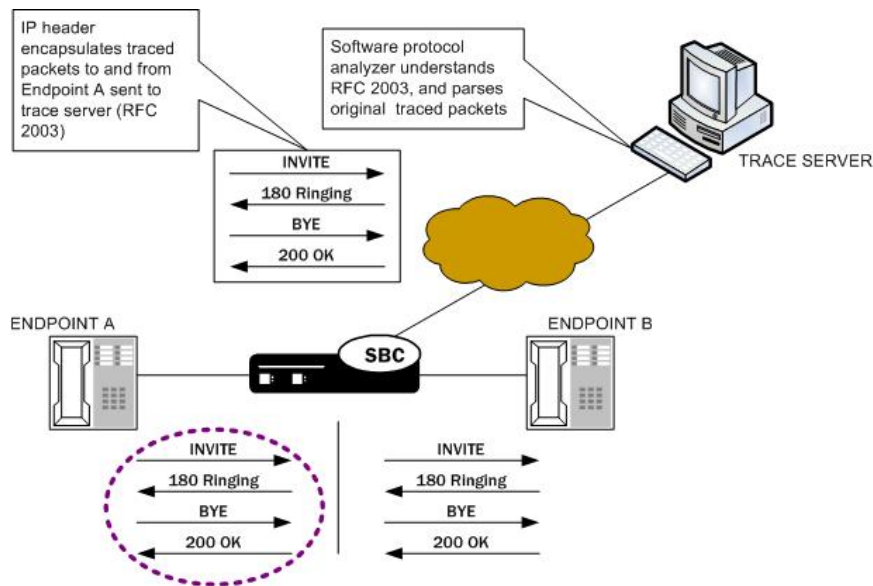 IP header
encapsulates traced
packets to and from
Endpoint A sent to
trace server (RFC
2003)
Software protocol
analyzer understands
RFC 2003, and parses
original traced packets
TRACE SERVER
INVITE
180 Ringing
BYE
200 OK
ENDPOINT A
SBC
ENDPOINT B
INVITE
180 Ringing
BYE
200 OK
INVITE
180 Ringing
BYE
200 OK